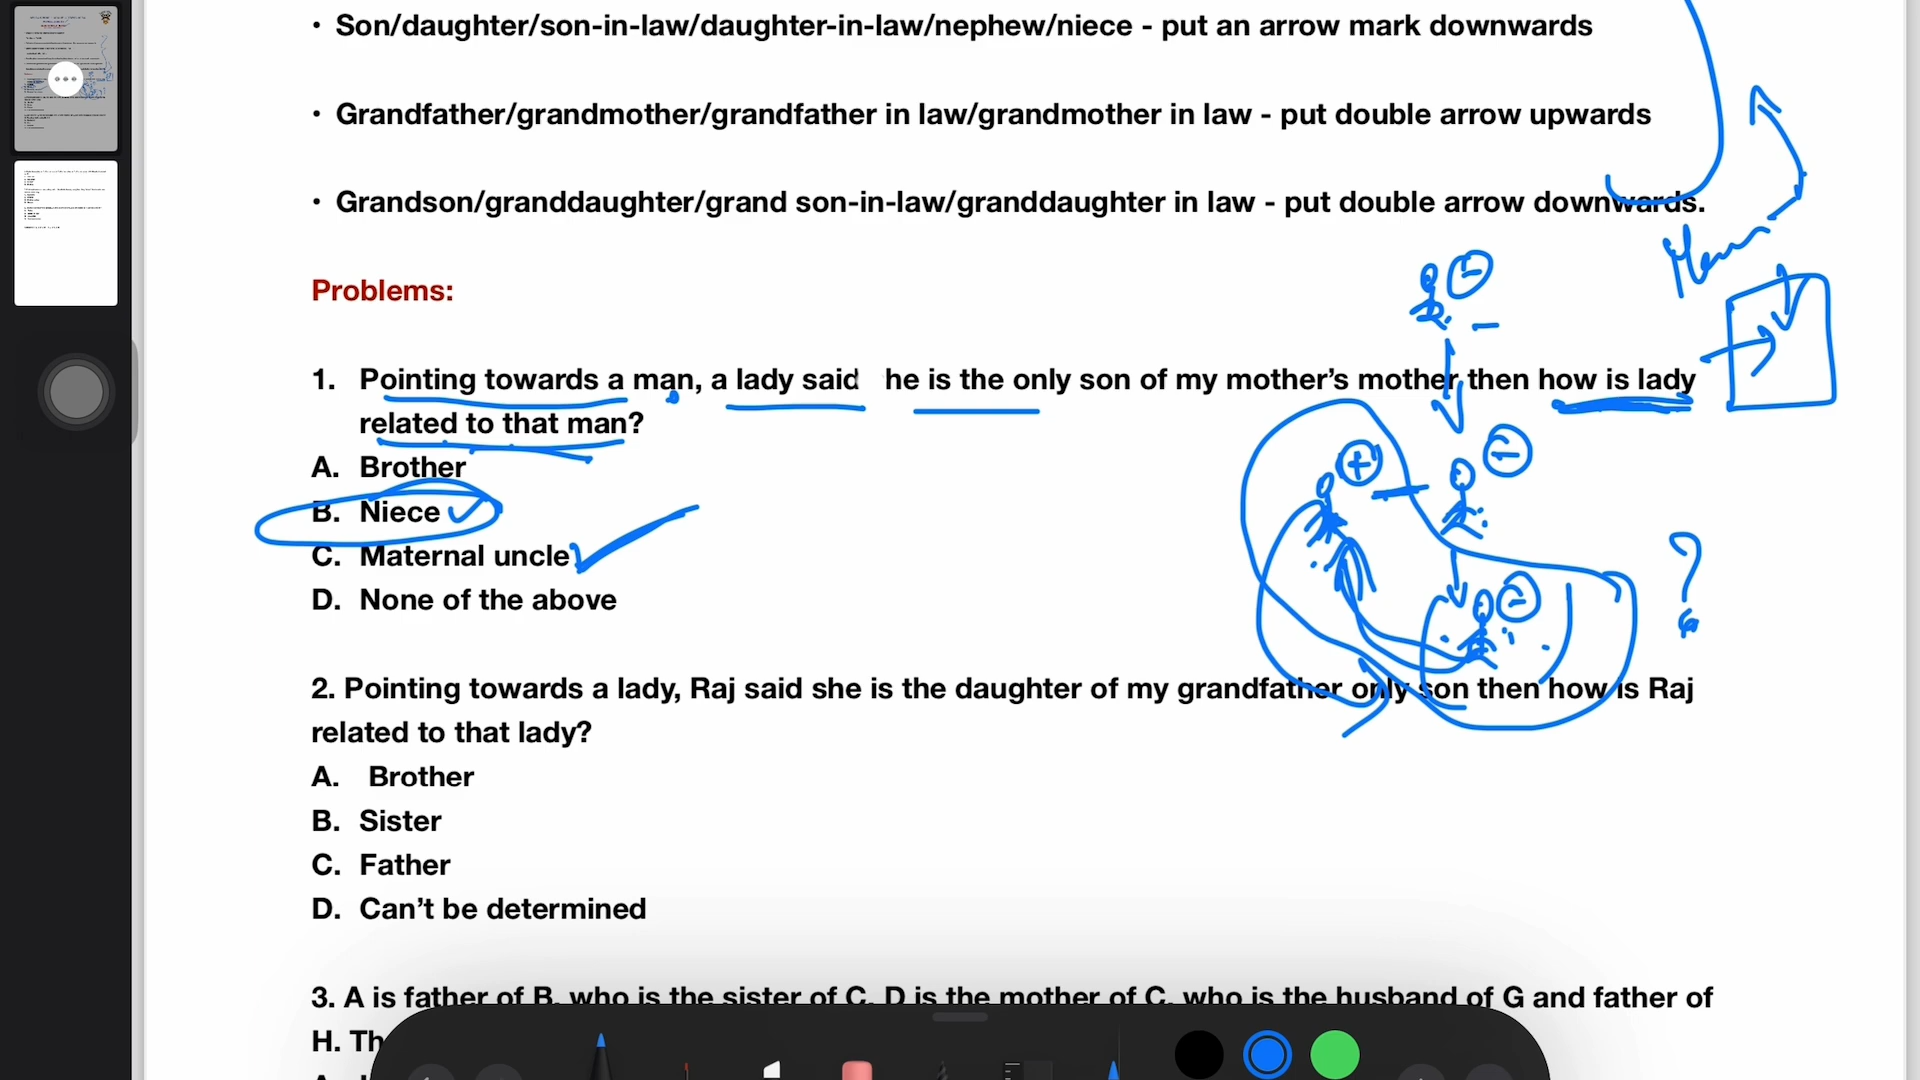 • Son/daughter/son-in-law/daughter-in-law/nephew/niece - put an arrow mark downwards
• Grandfather/grandmother/grandfather in law/grandmother in law - put double arrow upwards
• Grandson/granddaughter/grand son-in-law/granddaughter in law - put double arrow downwards.
Problems:
1. Pointing towards a man, a lady said he is the only son of my mother’s mother then how is lady
related to that man?
A. Brother
B. Niece
C. Maternal uncle
D. None of the above
2. Pointing towards a lady, Raj said she is the daughter of my grandfather only son then how is Raj
related to that lady?
A. Brother
B. Sister
C. Father
D. Can’t be determined
3. A is father of B, who is the sister of C. D is the mother of C, who is the husband of G and father of
H. Th